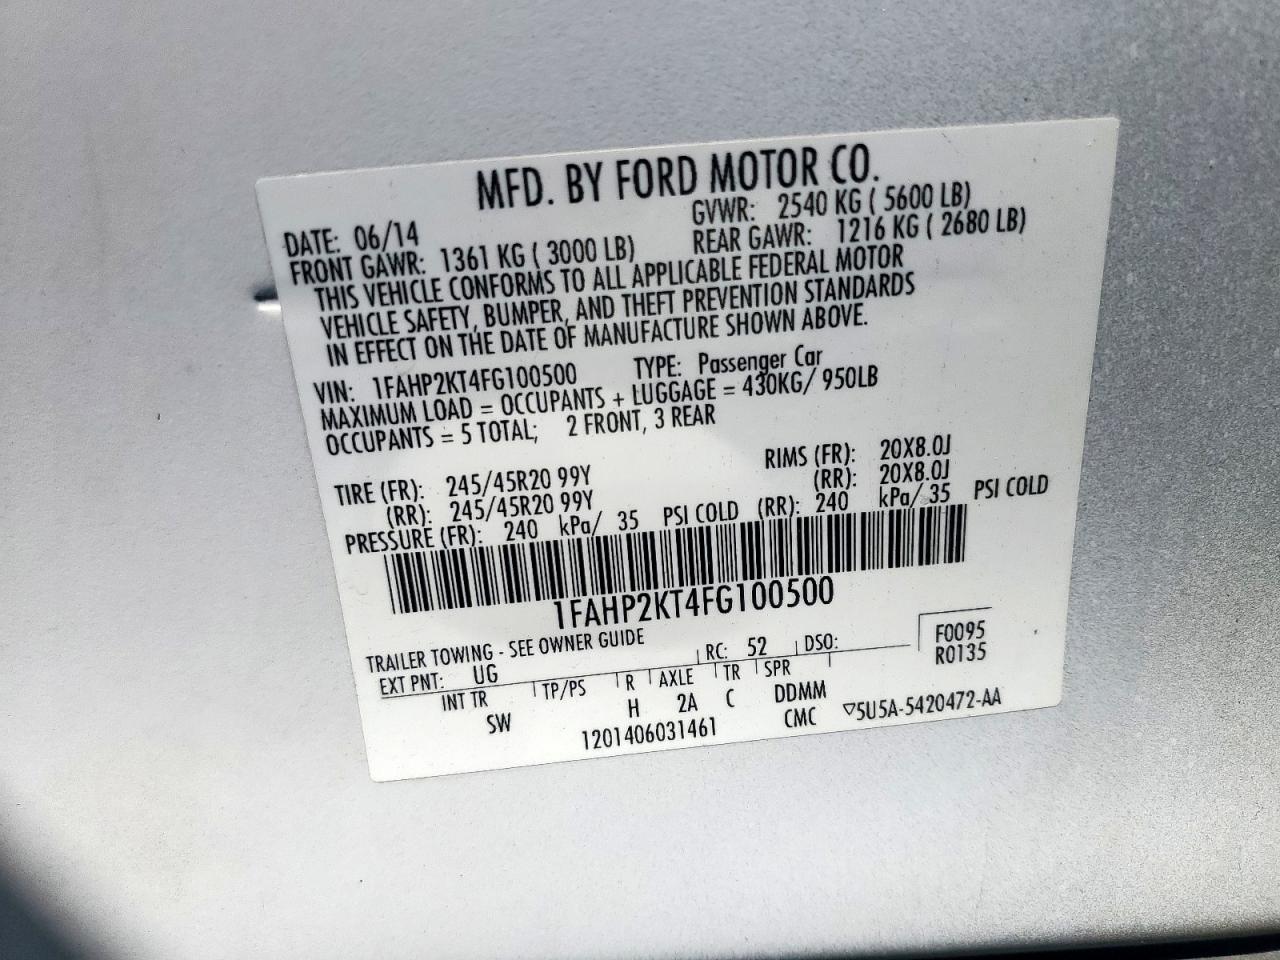 MFD. BY FORD MOTOR CO.
DATE: 06/14 GVWR: 2540 KG ( 5600 LB)
FRONT GAWR: 1361 KG ( 3000 LB) REAR GAWR: 1216 KG ( 2680 LB)
THIS VEHICLE CONFORMS TO ALL APPLICABLE FEDERAL MOTOR
VEHICLE SAFETY, BUMPER, AND THEFT PREVENTION STANDARDS
IN EFFECT ON THE DATE OF MANUFACTURE SHOWN ABOVE.
VIN: 1FAHP2KT4FG100500 TYPE: Passenger Car
MAXIMUM LOAD = OCCUPANTS + LUGGAGE = 430KG/ 950LB
OCCUPANTS = 5 TOTAL; 2 FRONT, 3 REAR
TIRE (FR): 245/45R20 99Y RIMS (FR): 20X8.0J
(RR): 245/45R20 99Y (RR): 20X8.0J
PRESSURE (FR): 240 kPa/ 35 PSI COLD (RR): 240 kPa/ 35 PSI COLD
1FAHP2KT4FG100500
TRAILER TOWING - SEE OWNER GUIDE
EXT PNT: UG RC: 52 DSO: F0095
R0135
INT TR TP/PS R AXLE TR SPR
SW H 2A C DDMM
1201406031461 CMC ▽5U5A-5420472-AA